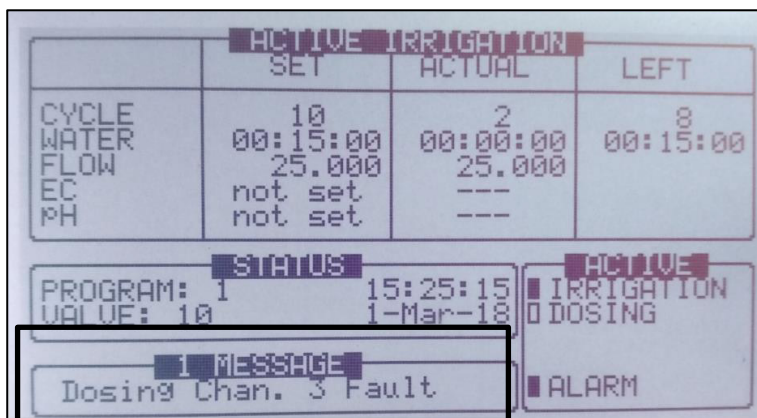 ACTIVE IRRIGATION
SET ACTUAL LEFT
CYCLE 10 2 8
WATER 00:15:00 00:00:00 00:15:00
FLOW 25.000 25.000
EC not set ---
pH not set ---
STATUS
PROGRAM: 1 15:25:15
VALVE: 10 1-Mar-18
ACTIVE
IRRIGATION
DOSING
ALARM
1 MESSAGE
Dosing Chan. 3 Fault